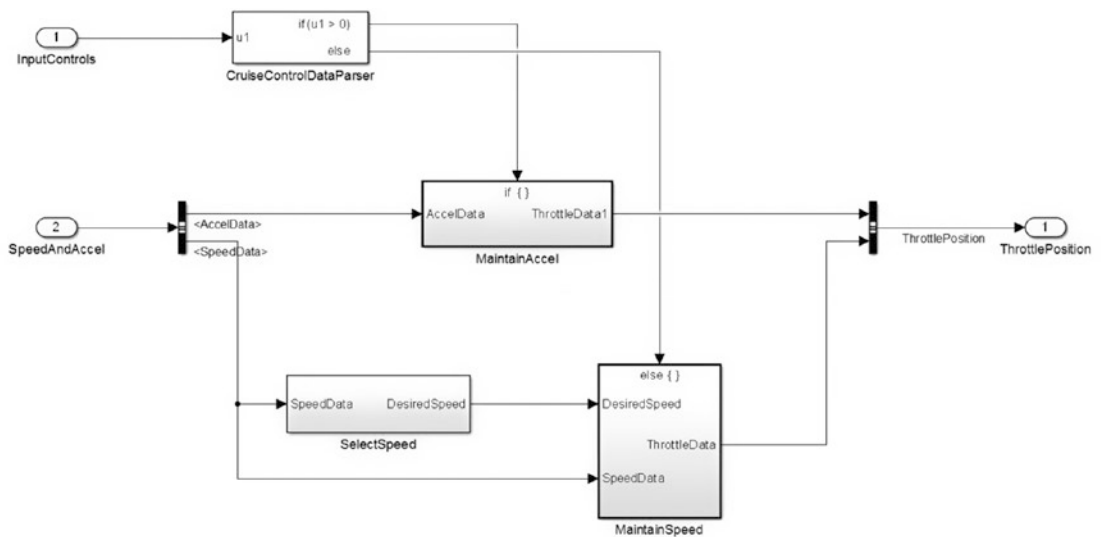 if(u1 > 0)
1
u1
else
InputControls
CruiseControlDataParser
if { }
AccelData
ThrottleData1
<AccelData>
2
1
<SpeedData>
ThrottlePosition
SpeedAndAccel
MaintainAccel
ThrottlePosition
else { }
SpeedData
DesiredSpeed
DesiredSpeed
SelectSpeed
ThrottleData
SpeedData
MaintainSpeed